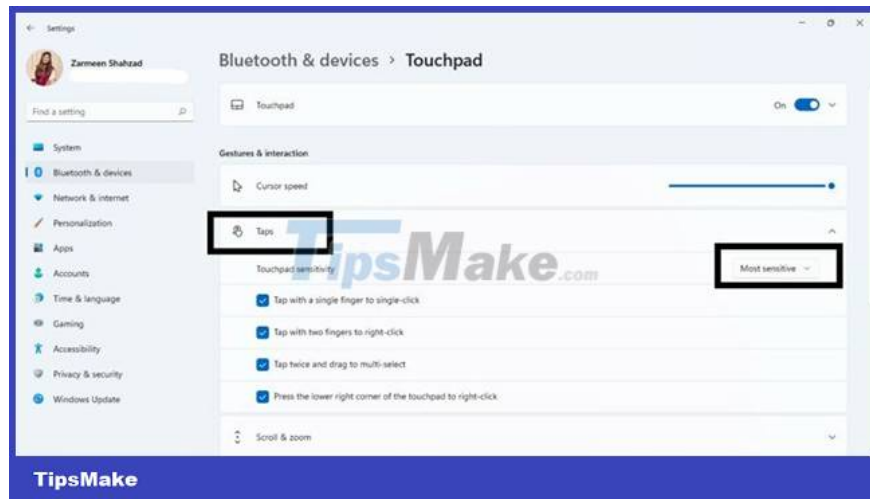 Settings
Zarmeen Shahzad
Bluetooth & devices > Touchpad
Find a setting
Touchpad
On
System
Gestures & interaction
Bluetooth & devices
Cursor speed
Network & internet
Personalization
Taps
Apps
TipsMake.com
Touchpad sensitivity
Most sensitive
Accounts
Time & language
Tap with a single finger to single-click
Gaming
Tap with two fingers to right-click
Accessibility
Tap twice and drag to multi-select
Privacy & security
Press the lower right corner of the touchpad to right-click
Windows Update
Scroll & zoom
TipsMake